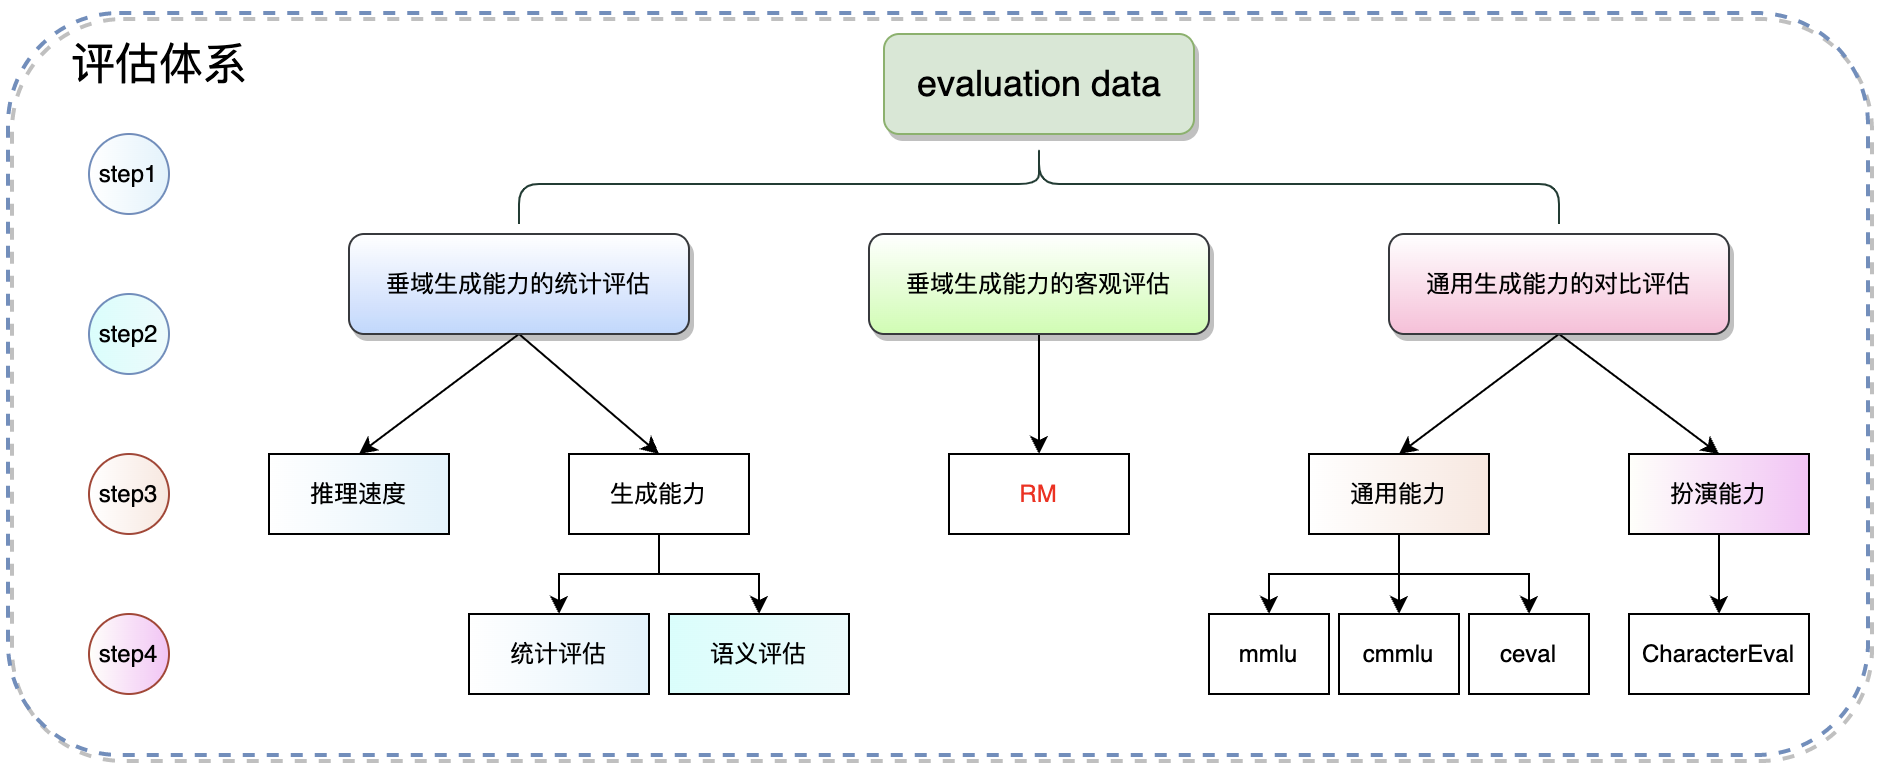 评估体系
evaluation data
step1
垂域生成能力的统计评估
垂域生成能力的客观评估
通用生成能力的对比评估
step2
step3
推理速度
生成能力
RM
通用能力
扮演能力
step4
统计评估
语义评估
mmlu
cmmlu
ceval
CharacterEval